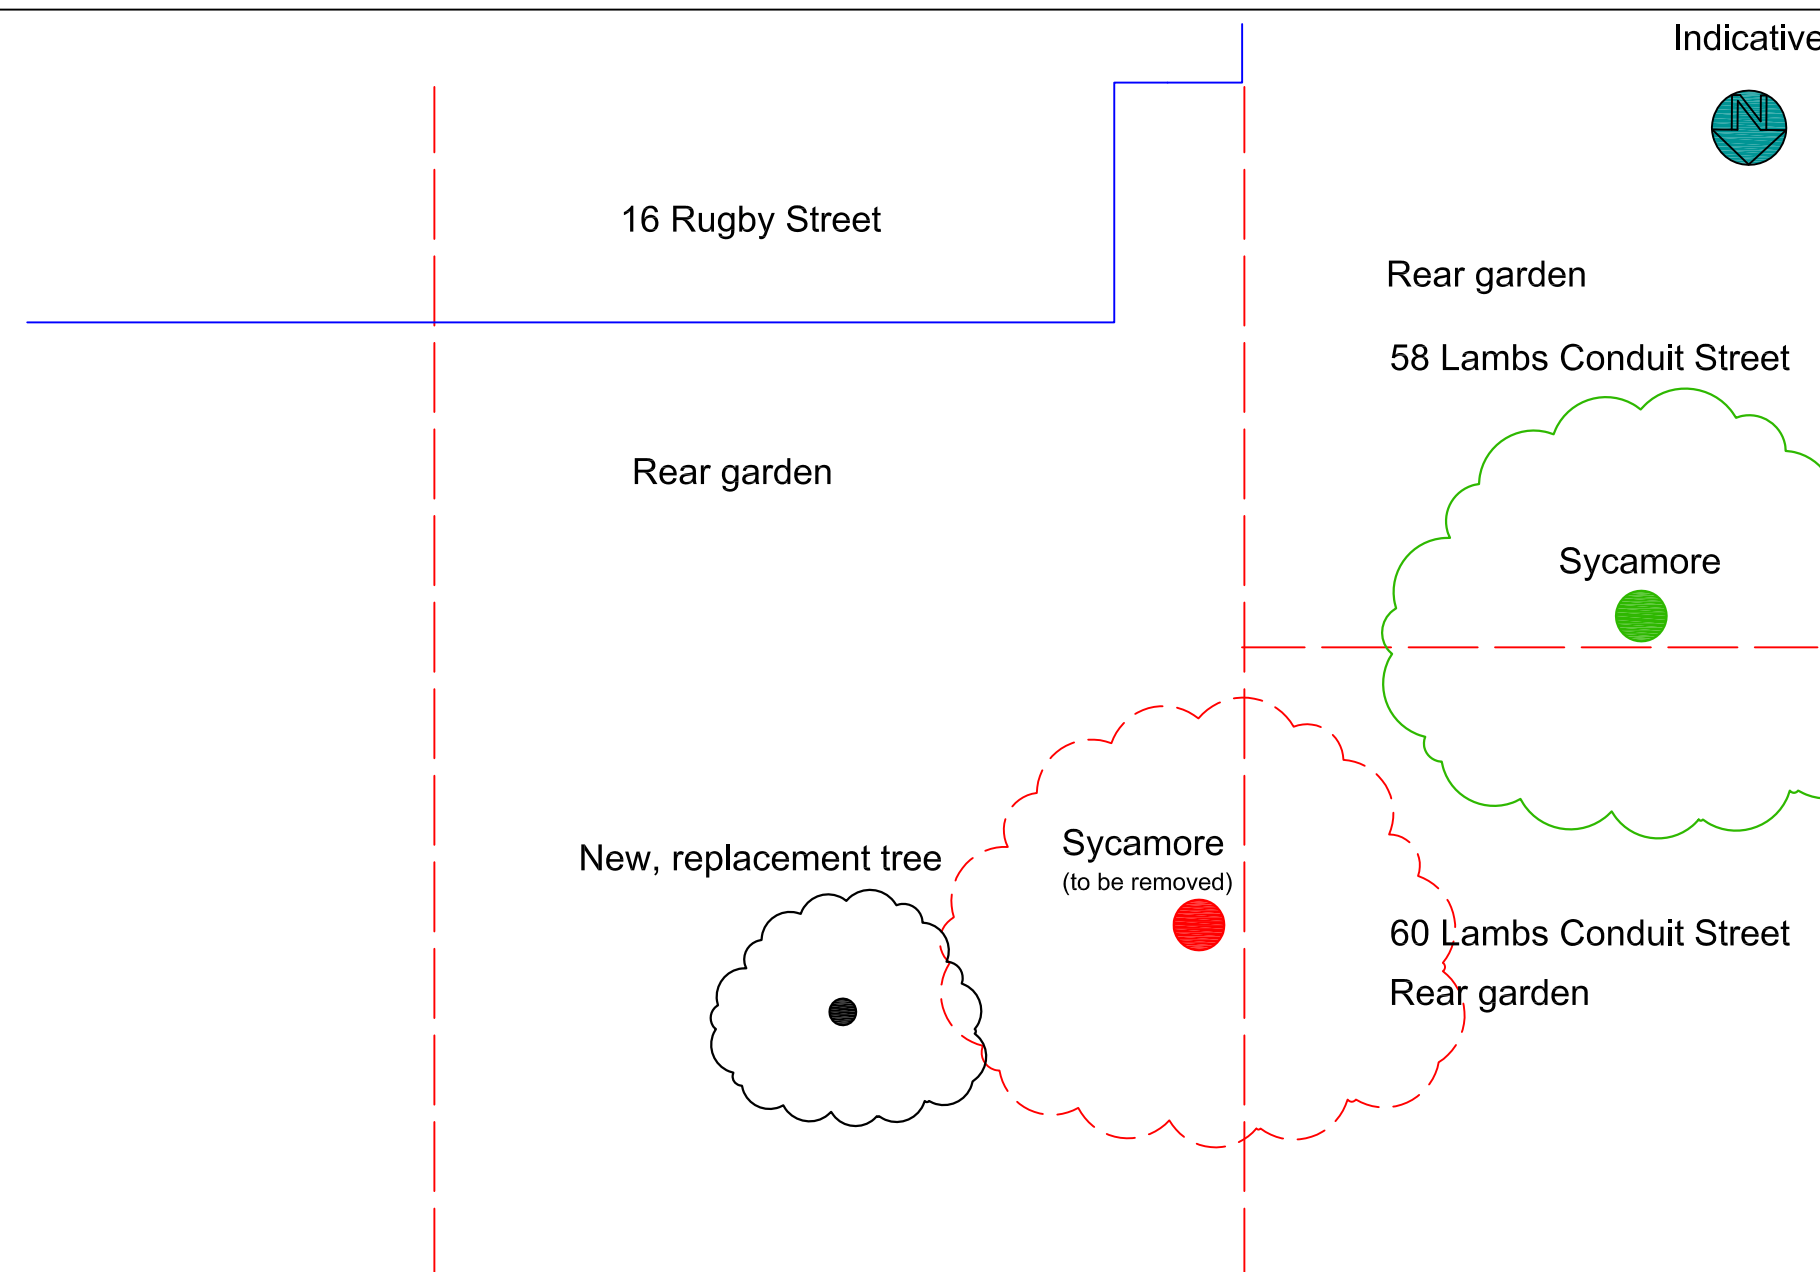 Indicative
N
16 Rugby Street
Rear garden
58 Lambs Conduit Street
Rear garden
Sycamore
New, replacement tree
Sycamore
(to be removed)
60 Lambs Conduit Street
Rear garden